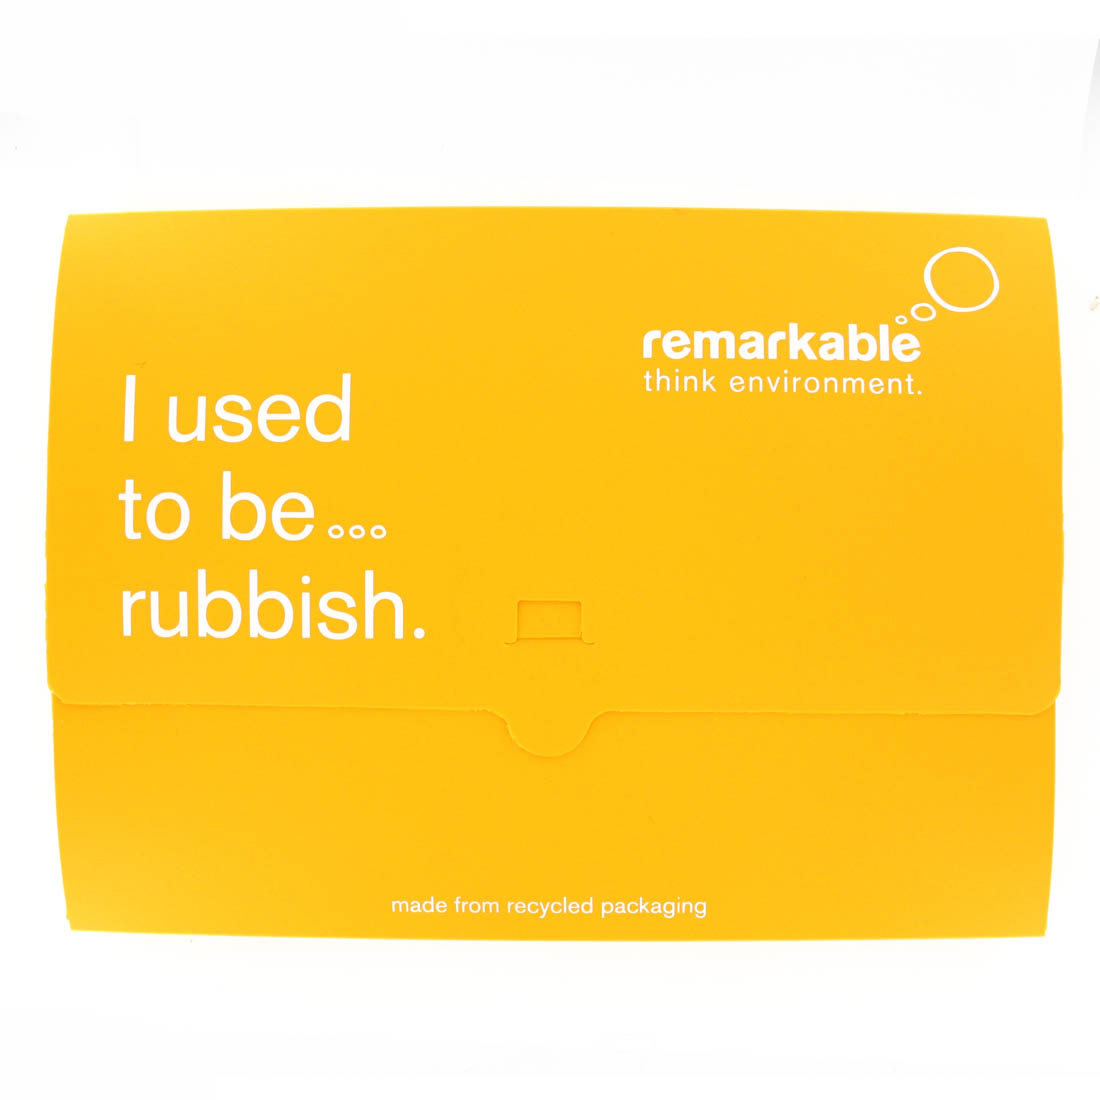 remarkable
think environment.
I used
to be...
rubbish.
made from recycled packaging